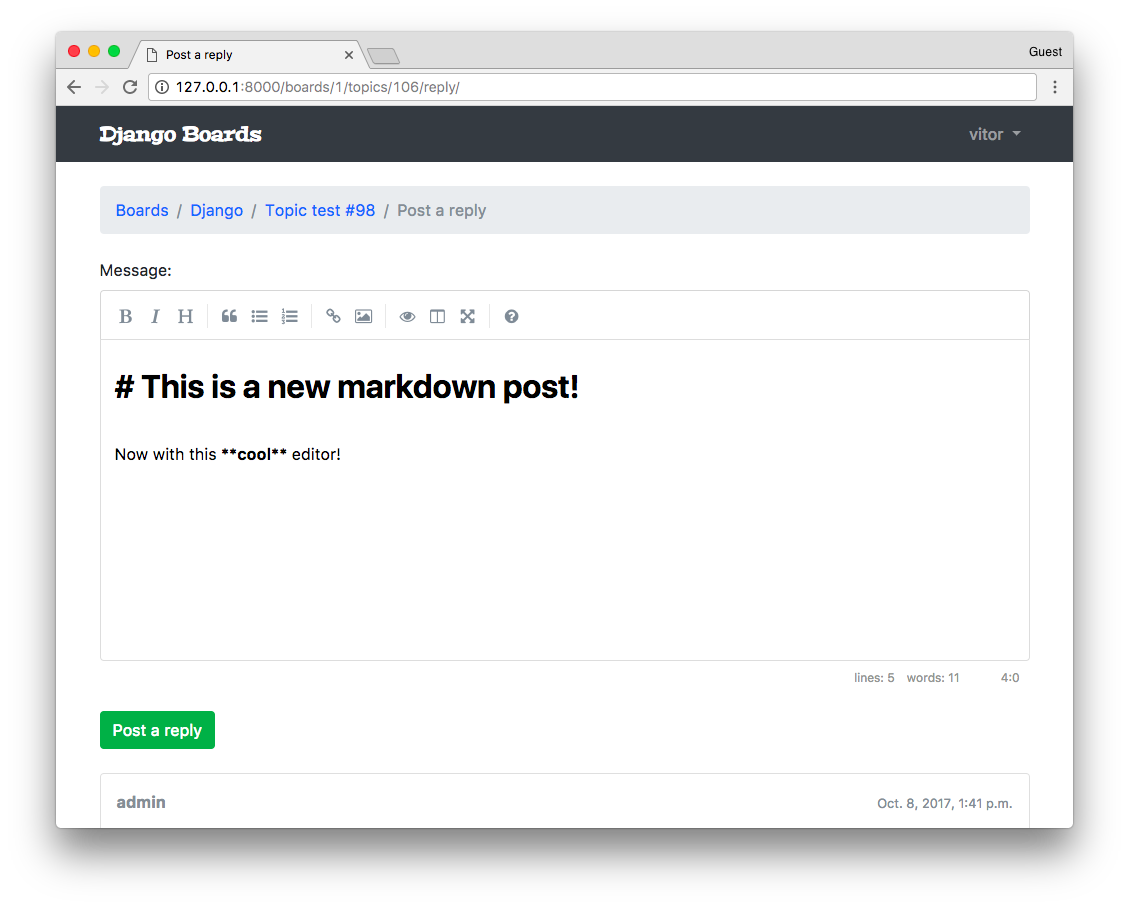 Post a reply
Guest
127.0.0.1:8000/boards/1/topics/106/reply/
Django Boards
vitor
Boards / Django / Topic test #98 / Post a reply
Message:
B I H
# This is a new markdown post!
Now with this **cool** editor!
lines: 5 words: 11 4:0
Post a reply
admin
Oct. 8, 2017, 1:41 p.m.